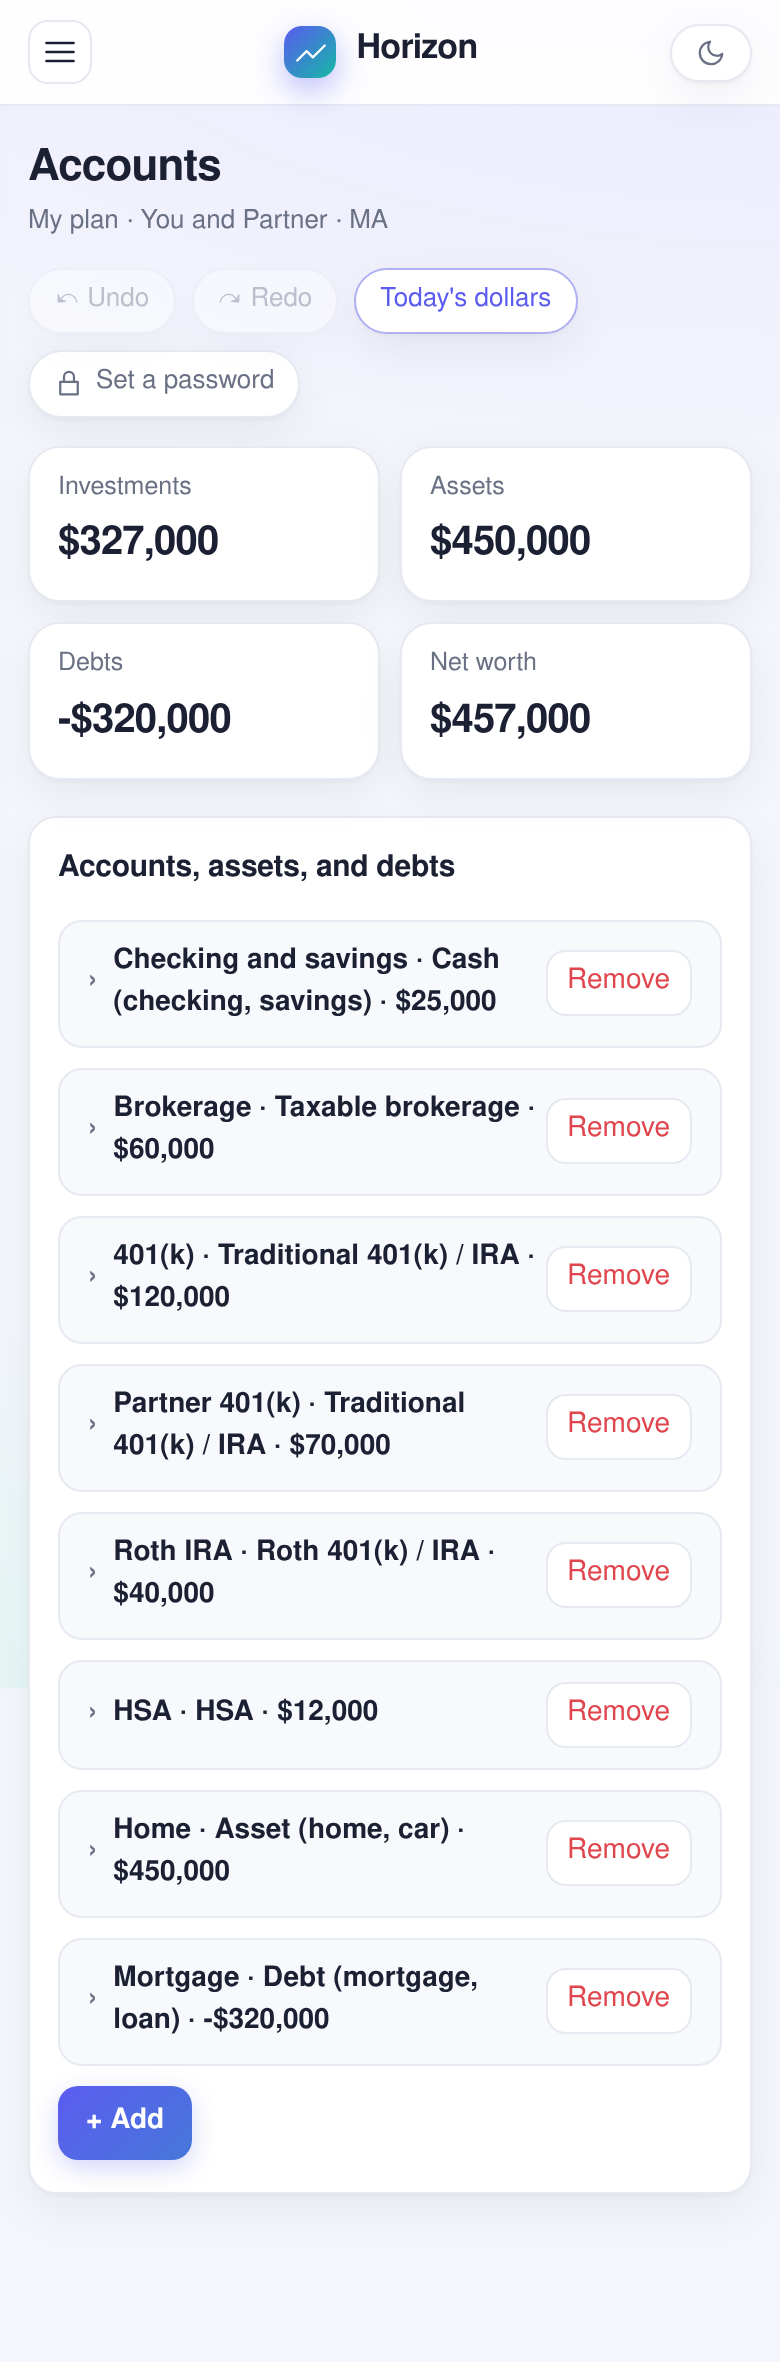 Horizon
Accounts
My plan · You and Partner · MA
Undo
Redo
Today's dollars
Set a password
Investments
$327,000
Assets
$450,000
Debts
-$320,000
Net worth
$457,000
Accounts, assets, and debts
Checking and savings · Cash
(checking, savings) · $25,000
Remove
Brokerage · Taxable brokerage ·
$60,000
Remove
401(k) · Traditional 401(k) / IRA ·
$120,000
Remove
Partner 401(k) · Traditional
401(k) / IRA · $70,000
Remove
Roth IRA · Roth 401(k) / IRA ·
$40,000
Remove
HSA · HSA · $12,000
Remove
Home · Asset (home, car) ·
$450,000
Remove
Mortgage · Debt (mortgage,
loan) · -$320,000
Remove
+ Add